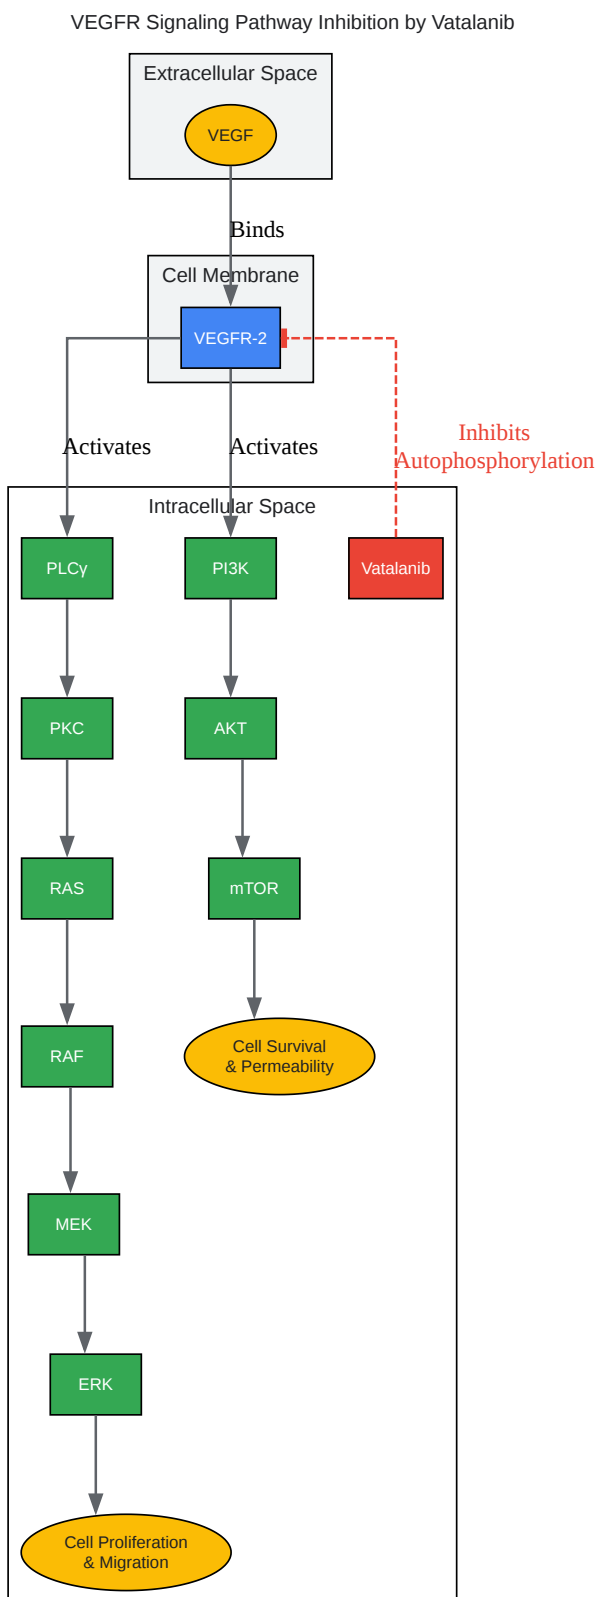 VEGFR Signaling Pathway Inhibition by Vatalanib
Extracellular Space
VEGF
Binds
Cell Membrane
VEGFR-2
Activates
Activates
Inhibits
Autophosphorylation
Intracellular Space
PLCγ
PI3K
Vatalanib
PKC
AKT
RAS
mTOR
RAF
Cell Survival
& Permeability
MEK
ERK
Cell Proliferation
& Migration